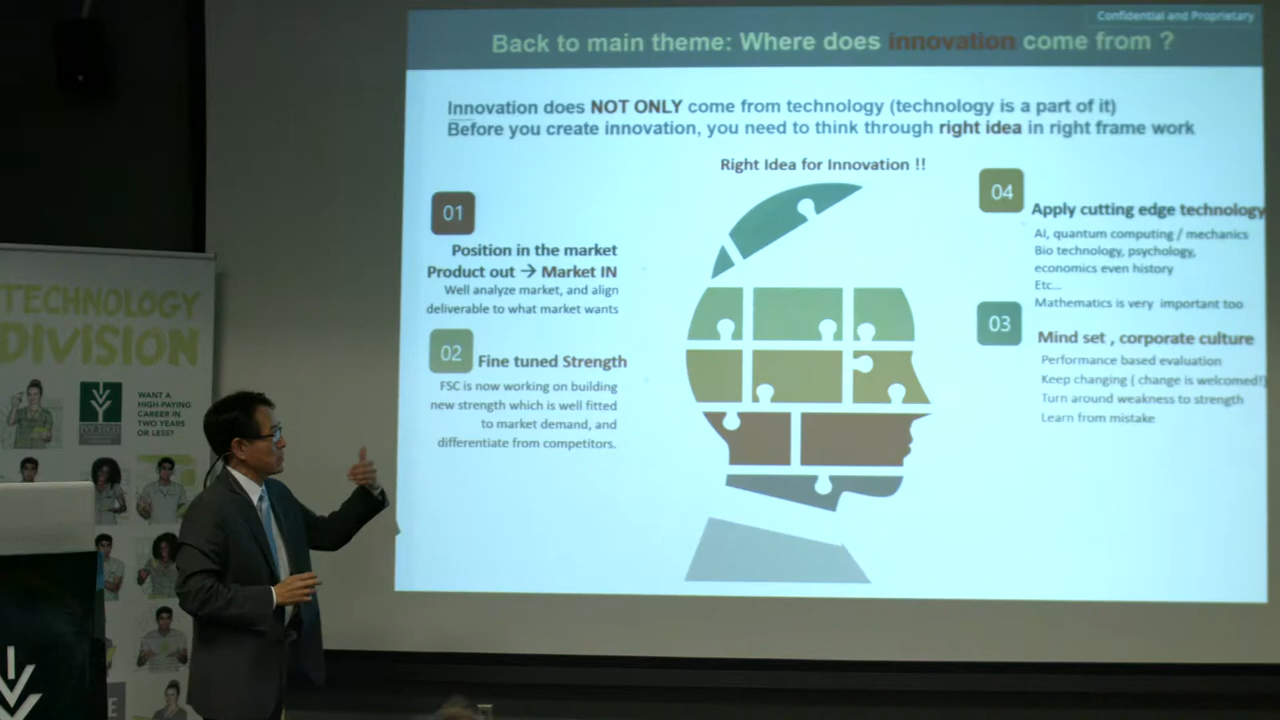 Confidential and Proprietary
Back to main theme: Where does innovation come from ?
Innovation does NOT ONLY come from technology (technology is a part of it)
Before you create innovation, you need to think through right idea in right frame work
Right Idea for Innovation !!
01
Position in the market
Product out → Market IN
Well analyze market, and align
deliverable to what market wants
02
Fine tuned Strength
FSC is now working on building
new strength which is well fitted
to market demand, and
differentiate from competitors.
04
Apply cutting edge technology
AI, quantum computing / mechanics
Bio technology, psychology,
economics even history
Etc...
Mathematics is very important too
03
Mind set , corporate culture
Performance based evaluation
Keep changing ( change is welcomed!)
Turn around weakness to strength
Learn from mistake
TECHNOLOGY
DIVISION
WANT A
HIGH-PAYING
CAREER IN
TWO YEARS
OR LESS?